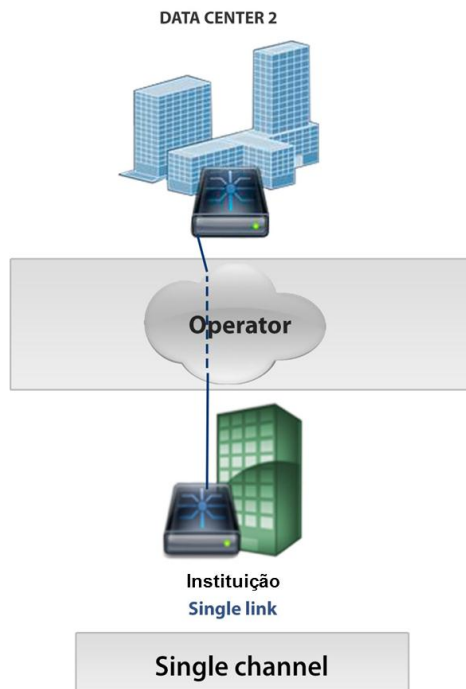 DATA CENTER 2
Operator
Instituição
Single link
Single channel